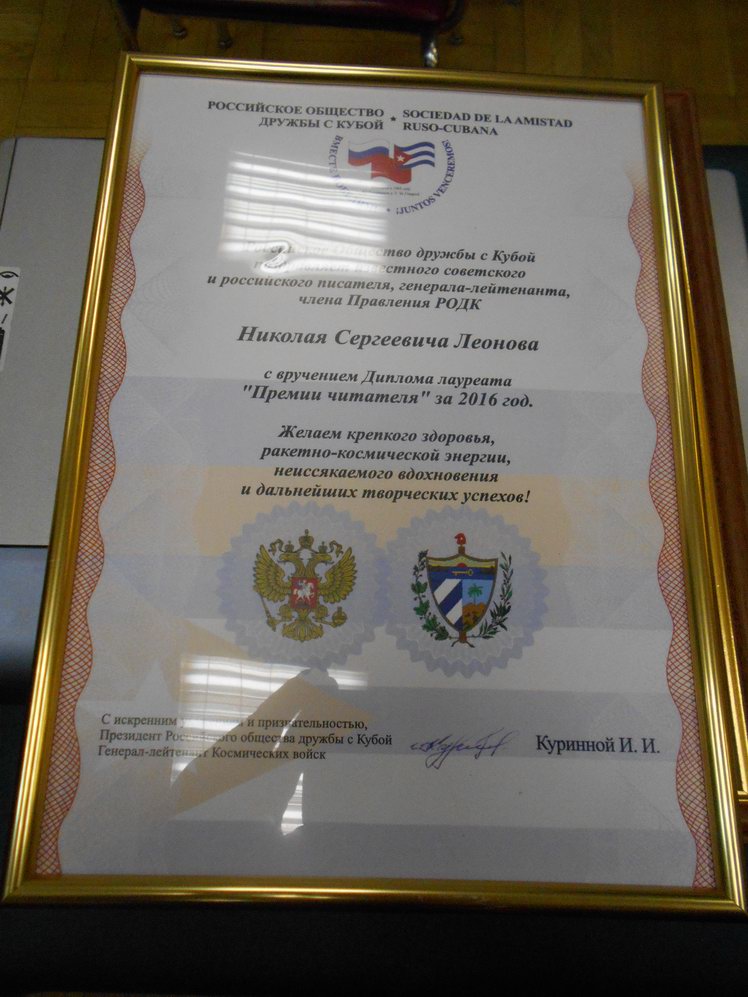 РОССИЙСКОЕ ОБЩЕСТВО ДРУЖБЫ С КУБОЙ
*
SOCIEDAD DE LA AMISTAD RUSO-CUBANA
¡JUNTOS VENCEREMOS!
Общество дружбы с Кубой
советского
и российского писателя, генерала-лейтенанта,
члена Правления РОДК
Николая Сергеевича Леонова
с вручением Диплома лауреата
"Премии читателя" за 2016 год.
Желаем крепкого здоровья,
ракетно-космической энергии,
неиссякаемого вдохновения
и дальнейших творческих успехов!
С искренним и признательностью,
Президент Российского общества дружбы с Кубой
Генерал-лейтенант Космических войск
Куринной И. И.
Ж